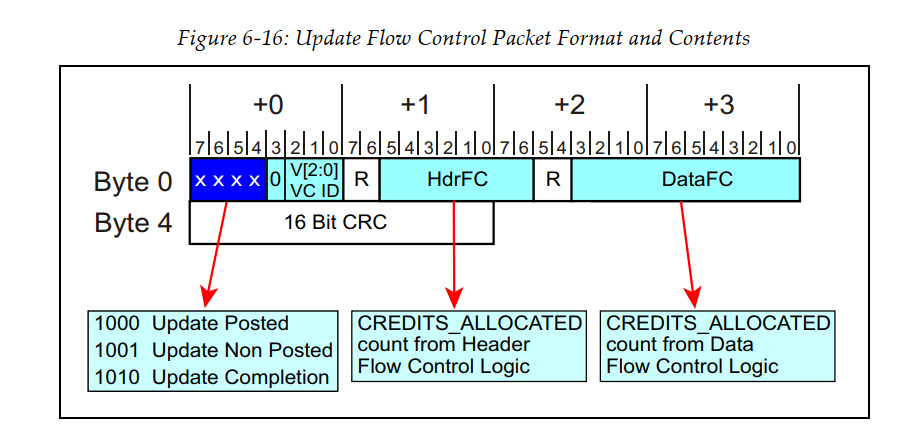 Figure 6-16: Update Flow Control Packet Format and Contents
+0 +1 +2 +3
7 6 5 4 3 2 1 0 7 6 5 4 3 2 1 0 7 6 5 4 3 2 1 0 7 6 5 4 3 2 1 0
Byte 0 x x x x 0 V[2:0] VC ID R HdrFC R DataFC
Byte 4 16 Bit CRC
1000 Update Posted
1001 Update Non Posted
1010 Update Completion
CREDITS_ALLOCATED
count from Header
Flow Control Logic
CREDITS_ALLOCATED
count from Data
Flow Control Logic